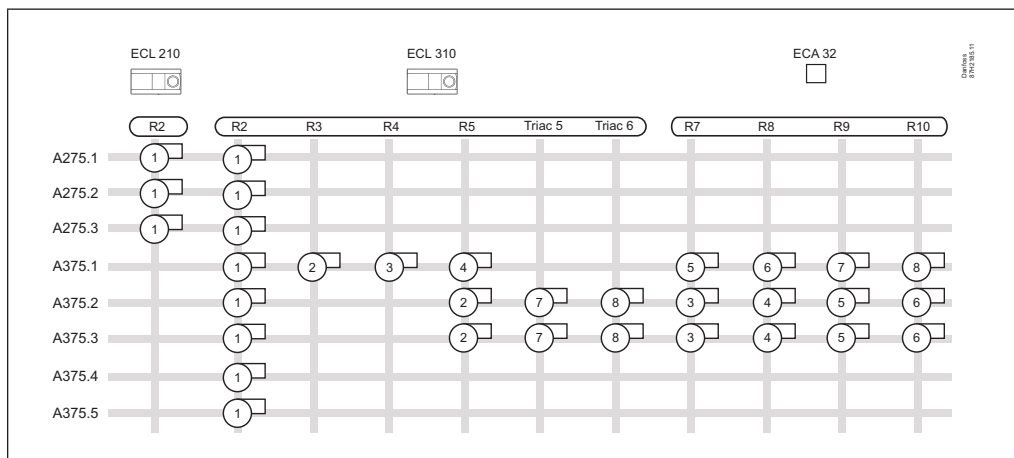 ECL 210 ECL 310 ECA 32
Danfoss
87H2185.11
R2 R2 R3 R4 R5 Triac 5 Triac 6 R7 R8 R9 R10
A275.1 1 1
A275.2 1 1
A275.3 1 1
A375.1 1 2 3 4 5 6 7 8
A375.2 1 2 7 8 3 4 5 6
A375.3 1 2 7 8 3 4 5 6
A375.4 1
A375.5 1